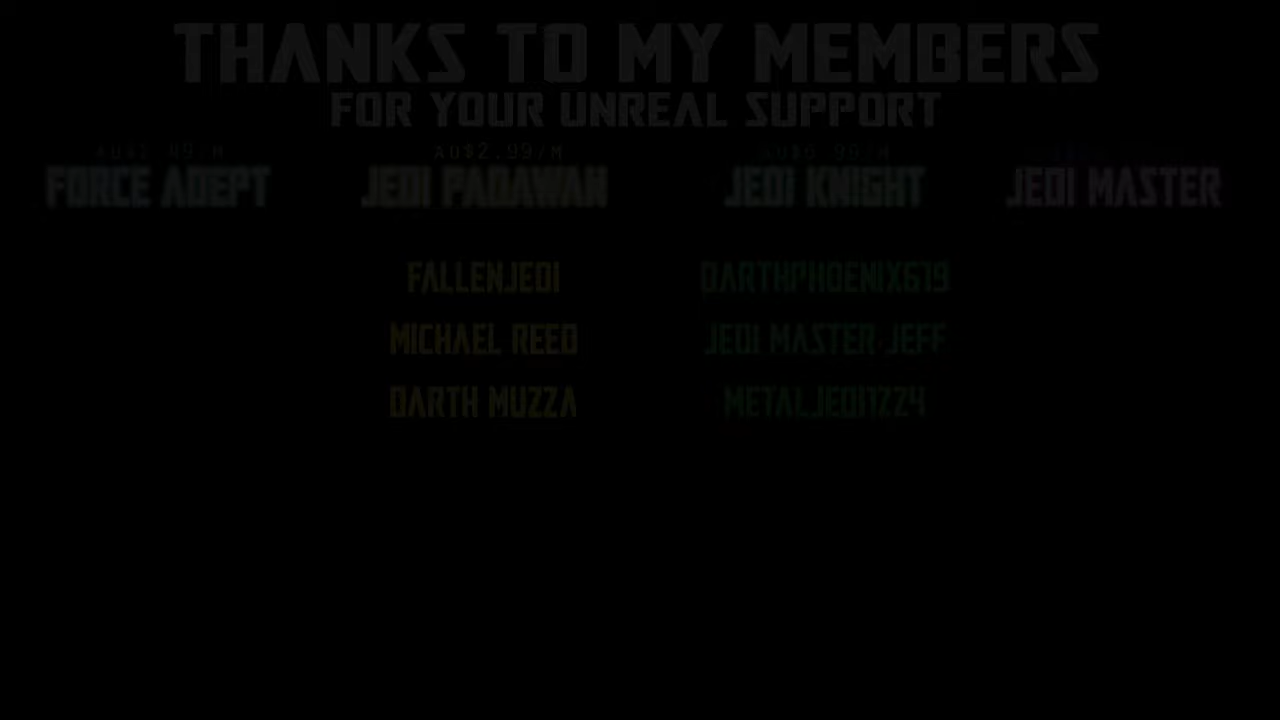 THANKS TO MY MEMBERS
FOR YOUR UNREAL SUPPORT
AU$2.99/M
FORCE ADEPT JEDI PADAWAN JEDI KNIGHT JEDI MASTER
FALLENJEDI DARTHPHOENIX619
MICHAEL REED JEDI MASTER JEFF
DARTH MUZZA METALJEDI1224